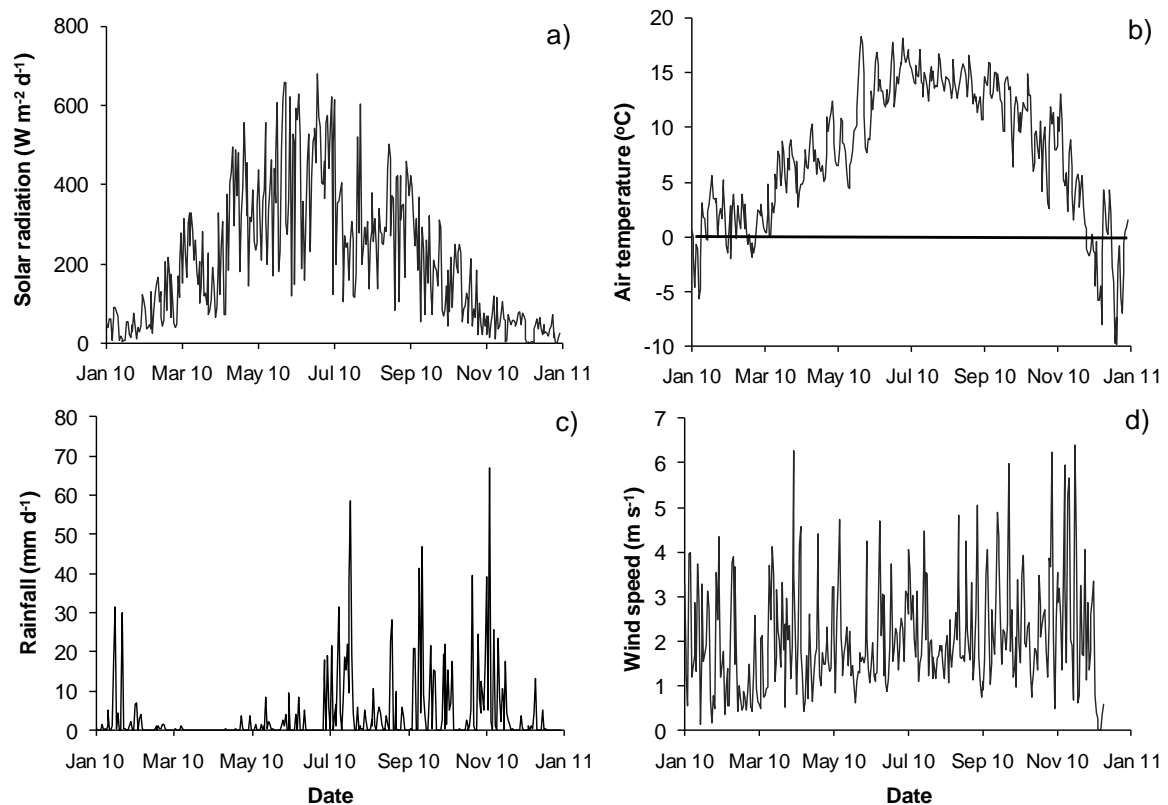 a)
Solar radiation (W m-2 d-1)
800
600
400
200
0
Jan 10 Mar 10 May 10 Jul 10 Sep 10 Nov 10 Jan 11
b)
Air temperature (oC)
20
15
10
5
0
-5
-10
Jan 10 Mar 10 May 10 Jul 10 Sep 10 Nov 10 Jan 11
c)
Rainfall (mm d-1)
80
70
60
50
40
30
20
10
0
Jan 10 Mar 10 May 10 Jul 10 Sep 10 Nov 10 Jan 11
Date
d)
Wind speed (m s-1)
7
6
5
4
3
2
1
0
Jan 10 Mar 10 May 10 Jul 10 Sep 10 Nov 10 Jan 11
Date